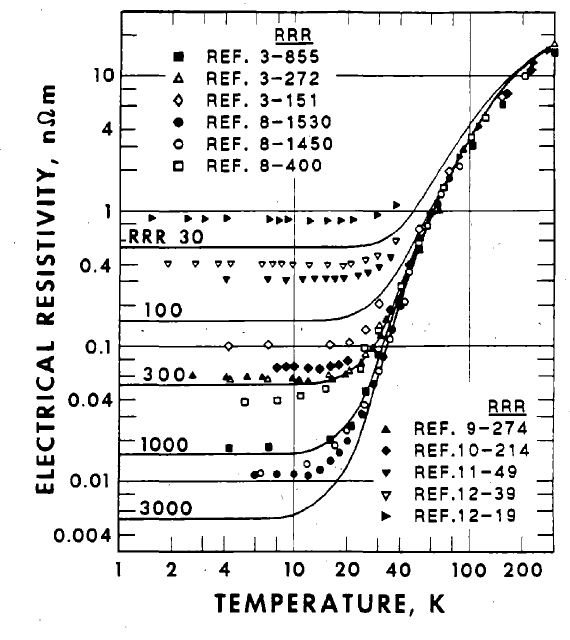 RRR
REF. 3-855
REF. 3-272
REF. 3-151
REF. 8-1530
REF. 8-1450
REF. 8-400
ELECTRICAL RESISTIVITY, nΩm
10
4
1
0.4
0.1
0.04
0.01
0.004
RRR 30
100
300
1000
3000
RRR
REF. 9-274
REF.10-214
REF.11-49
REF.12-39
REF.12-19
1 2 4 10 20 40 100 200
TEMPERATURE, K